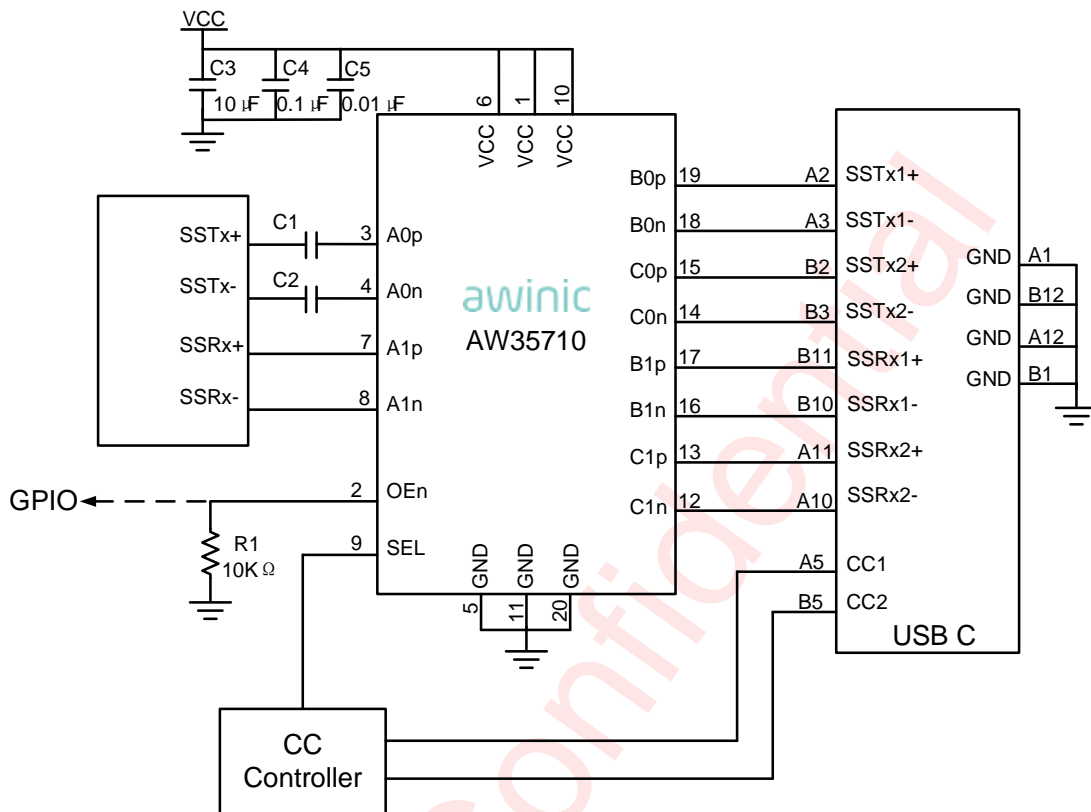 VCC
C3 C4 C5
10 µF 0.1 µF 0.01 µF
6 1 10
VCC VCC VCC
SSTx+ C1 3 A0p
SSTx- C2 4 A0n
SSRx+ 7 A1p
SSRx- 8 A1n
GPIO 2 OEn
R1
10KΩ
9 SEL
awinic
AW35710
B0p 19 A2 SSTx1+
B0n 18 A3 SSTx1-
C0p 15 B2 SSTx2+
C0n 14 B3 SSTx2-
B1p 17 B11 SSRx1+
B1n 16 B10 SSRx1-
C1p 13 A11 SSRx2+
C1n 12 A10 SSRx2-
GND A1
GND B12
GND A12
GND B1
GND GND GND
5 11 20
A5 CC1
B5 CC2
USB C
CC
Controller
Confidential